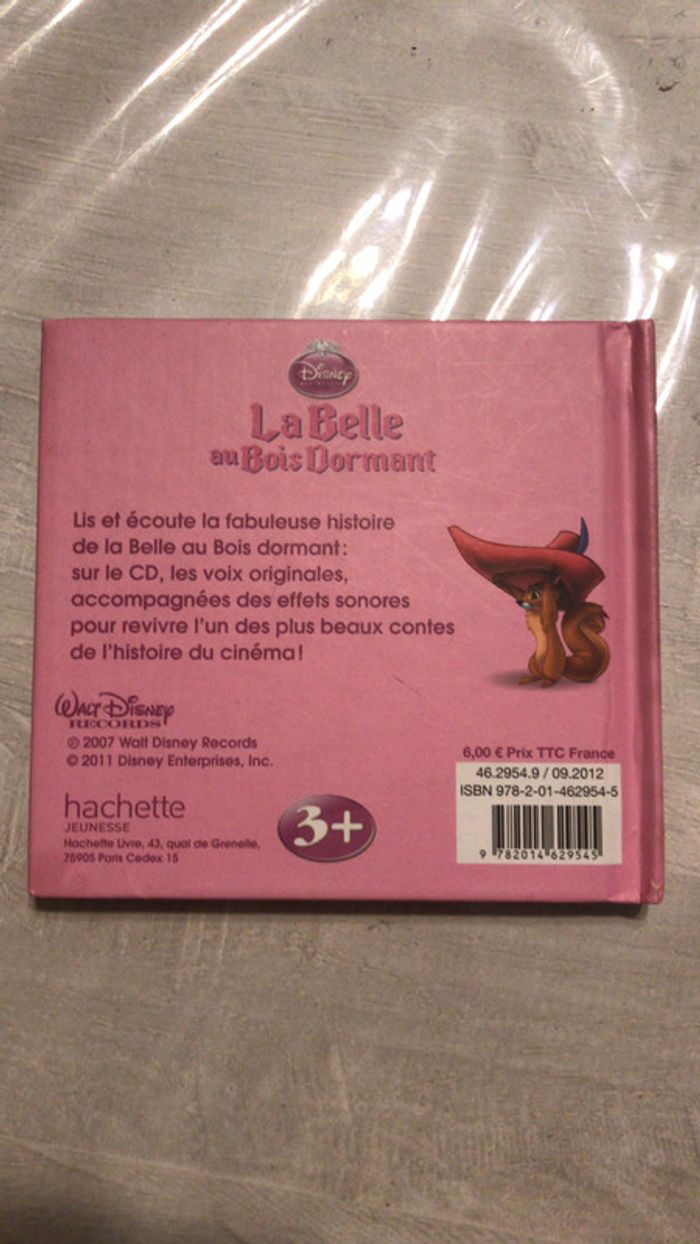 Disney
La Belle
au Bois Dormant
Lis et écoute la fabuleuse histoire
de la Belle au Bois dormant :
sur le CD, les voix originales,
accompagnées des effets sonores
pour revivre l'un des plus beaux contes
de l'histoire du cinéma !
Walt Disney
RECORDS
℗ 2007 Walt Disney Records
© 2011 Disney Enterprises, Inc.
hachette
JEUNESSE
Hachette Livre, 43, quai de Grenelle,
75905 Paris Cedex 15
3+
6,00 € Prix TTC France
46.2954.9 / 09.2012
ISBN 978-2-01-462954-5
9 782014 629545